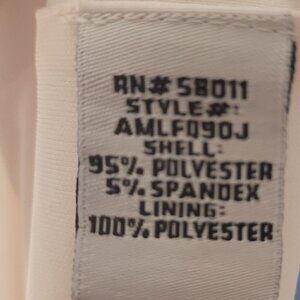 RN# 58011
STYLE#:
AMLF090J
SHELL:
95% POLYESTER
5% SPANDEX
LINING:
100% POLYESTER